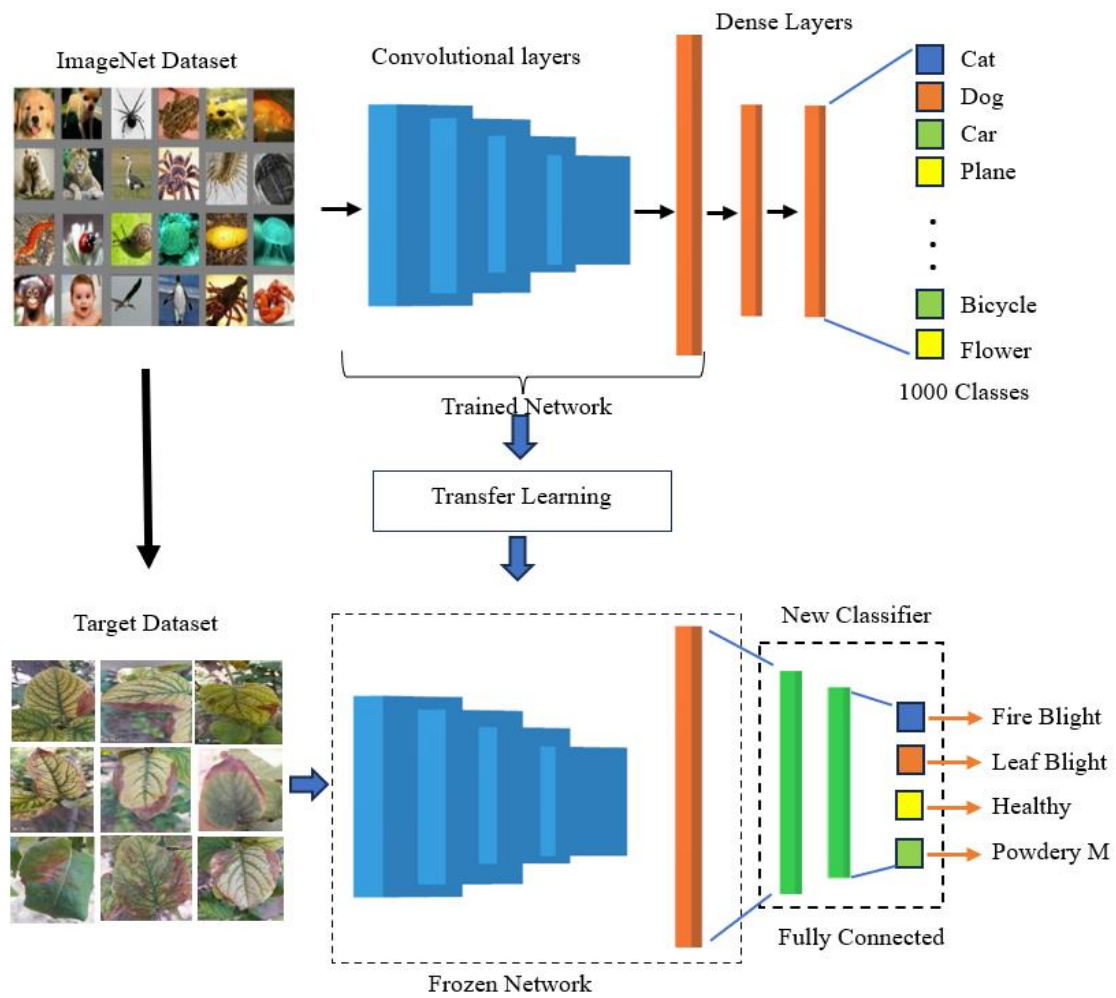 Dense Layers
ImageNet Dataset
Convolutional layers
Cat
Dog
Car
Plane
Bicycle
Flower
1000 Classes
Trained Network
Transfer Learning
Target Dataset
New Classifier
Fire Blight
Leaf Blight
Healthy
Powdery M
Fully Connected
Frozen Network